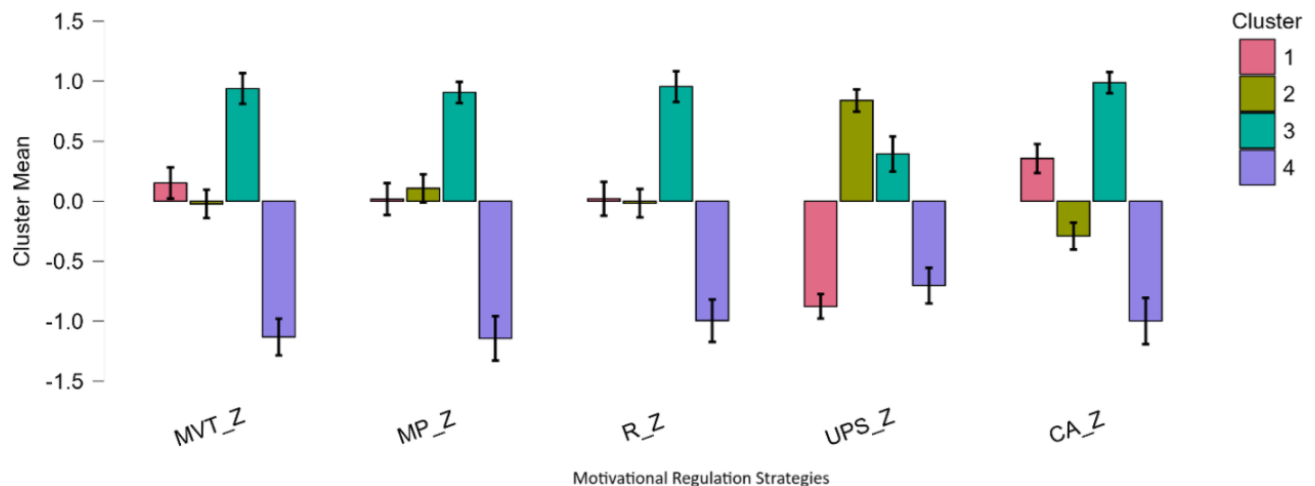 Cluster
1
2
3
4
Cluster Mean
1.5
1.0
0.5
0.0
-0.5
-1.0
-1.5
MVT_Z
MP_Z
R_Z
UPS_Z
CA_Z
Motivational Regulation Strategies